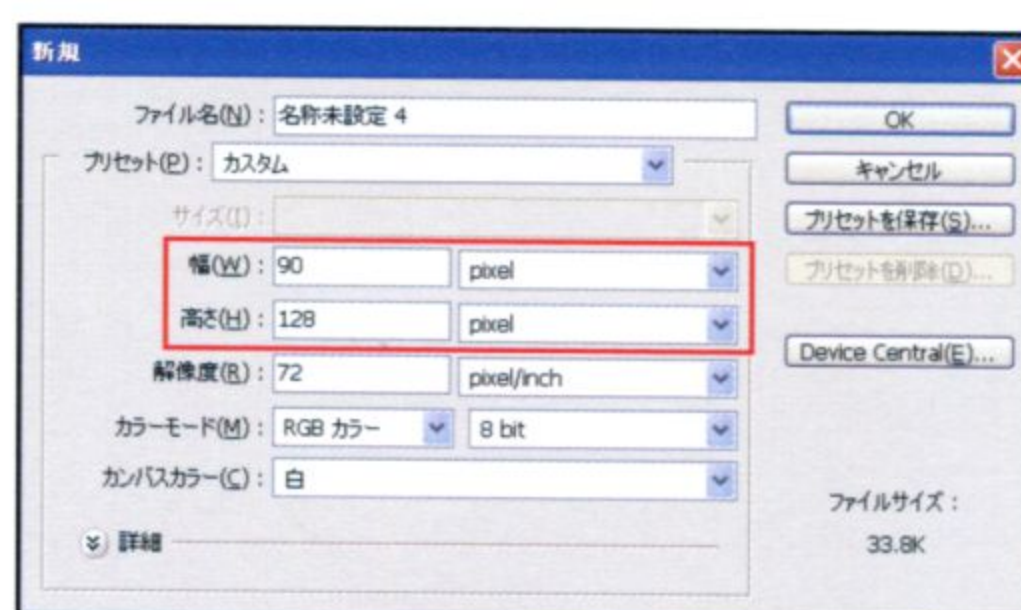 新規
ファイル名(N): 名称未設定 4
OK
プリセット(P): カスタム
キャンセル
サイズ(I):
プリセットを保存(S)...
幅(W): 90 pixel
プリセットを削除(D)...
高さ(H): 128 pixel
Device Central(E)...
解像度(R): 72 pixel/inch
カラーモード(M): RGB カラー 8 bit
カンバスカラー(C): 白
ファイルサイズ:
33.8K
詳細